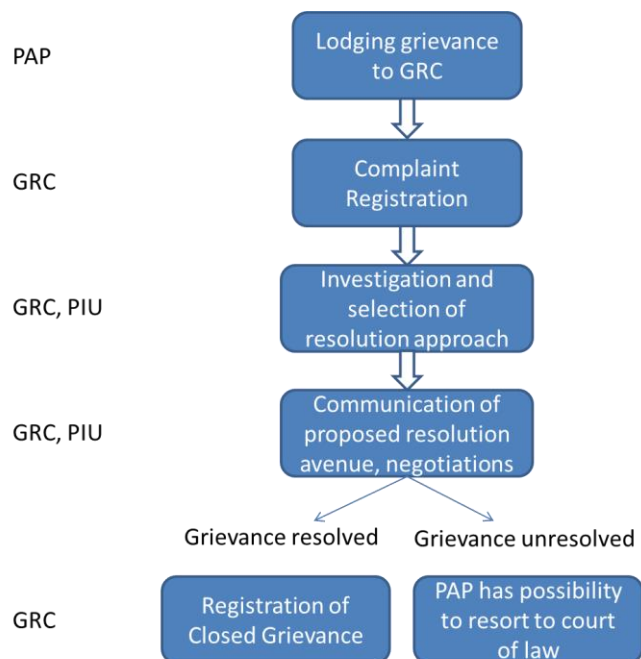 PAP
Lodging grievance
to GRC
GRC
Complaint
Registration
GRC, PIU
Investigation and
selection of
resolution approach
GRC, PIU
Communication of
proposed resolution
avenue, negotiations
Grievance resolved
Grievance unresolved
GRC
Registration of
Closed Grievance
PAP has possibility
to resort to court
of law